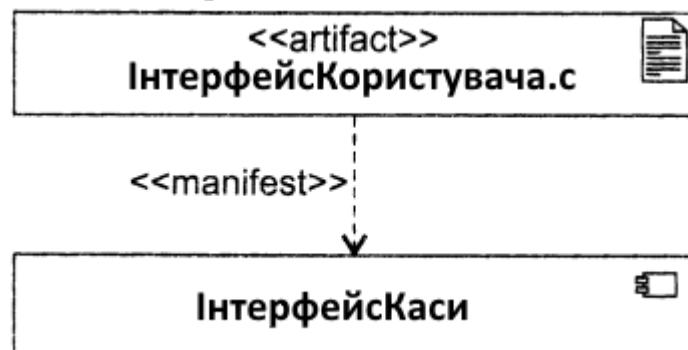 <<artifact>>
ІнтерфейсКористувача.c
<<manifest>>
ІнтерфейсКаси